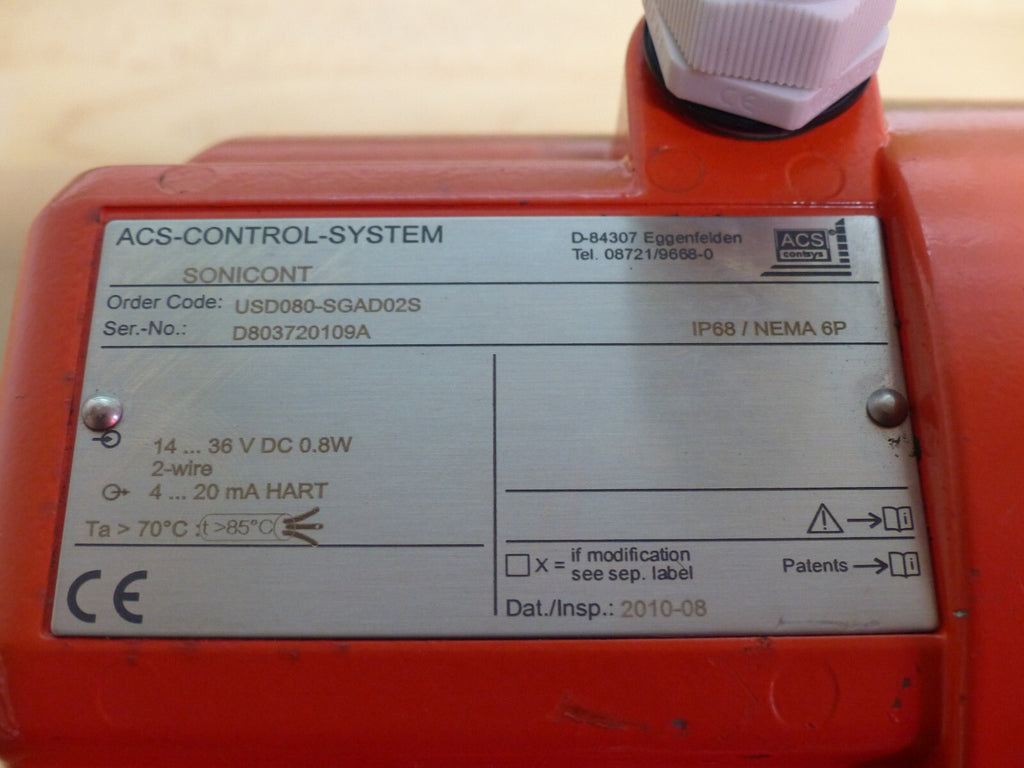 ACS-CONTROL-SYSTEM
D-84307 Eggenfelden
Tel. 08721/9668-0
ACS
contsys
SONICONT
Order Code: USD080-SGAD02S
Ser.-No.: D803720109A
IP68 / NEMA 6P
14 ... 36 V DC 0.8W
2-wire
4 ... 20 mA HART
Ta > 70°C : t >85°C
i
X = if modification
see sep. label
Patents → i
Dat./Insp.: 2010-08
CE